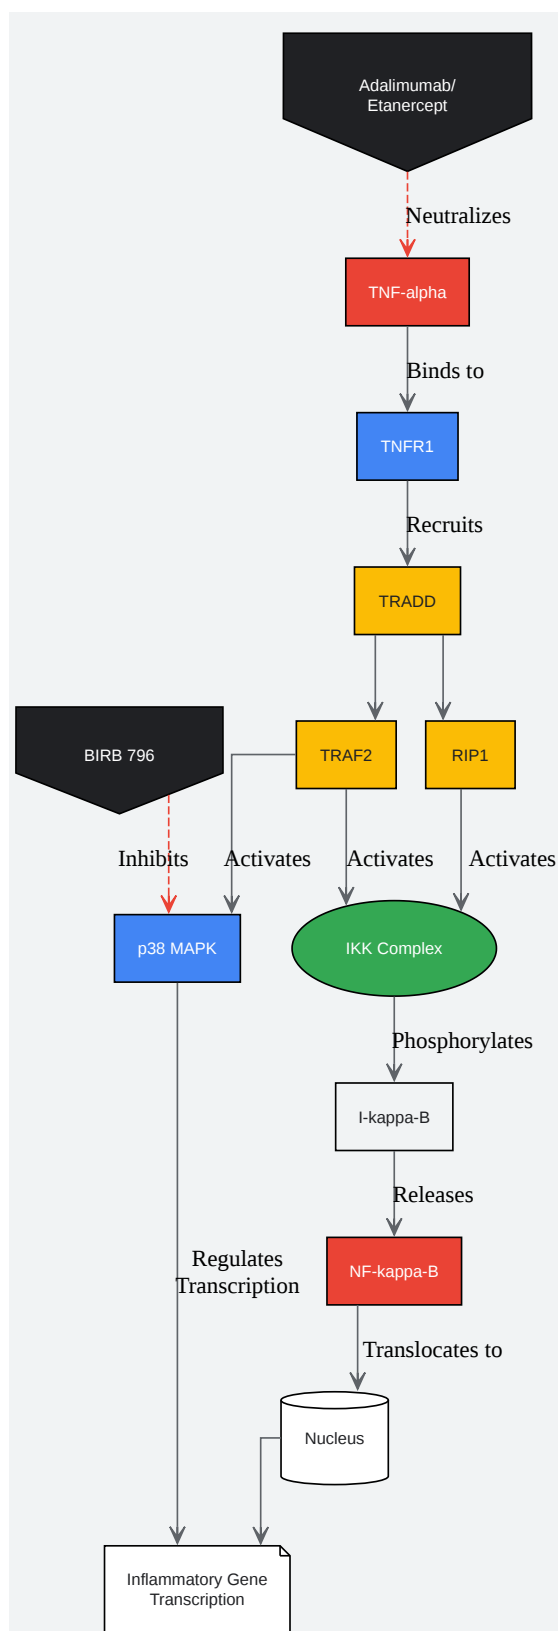 Adalimumab/
Etanercept
Neutralizes
TNF-alpha
Binds to
TNFR1
Recruits
TRADD
BIRB 796
TRAF2
RIP1
Inhibits
Activates
Activates
Activates
p38 MAPK
IKK Complex
Phosphorylates
I-kappa-B
Releases
Regulates
Transcription
NF-kappa-B
Translocates to
Nucleus
Inflammatory Gene
Transcription